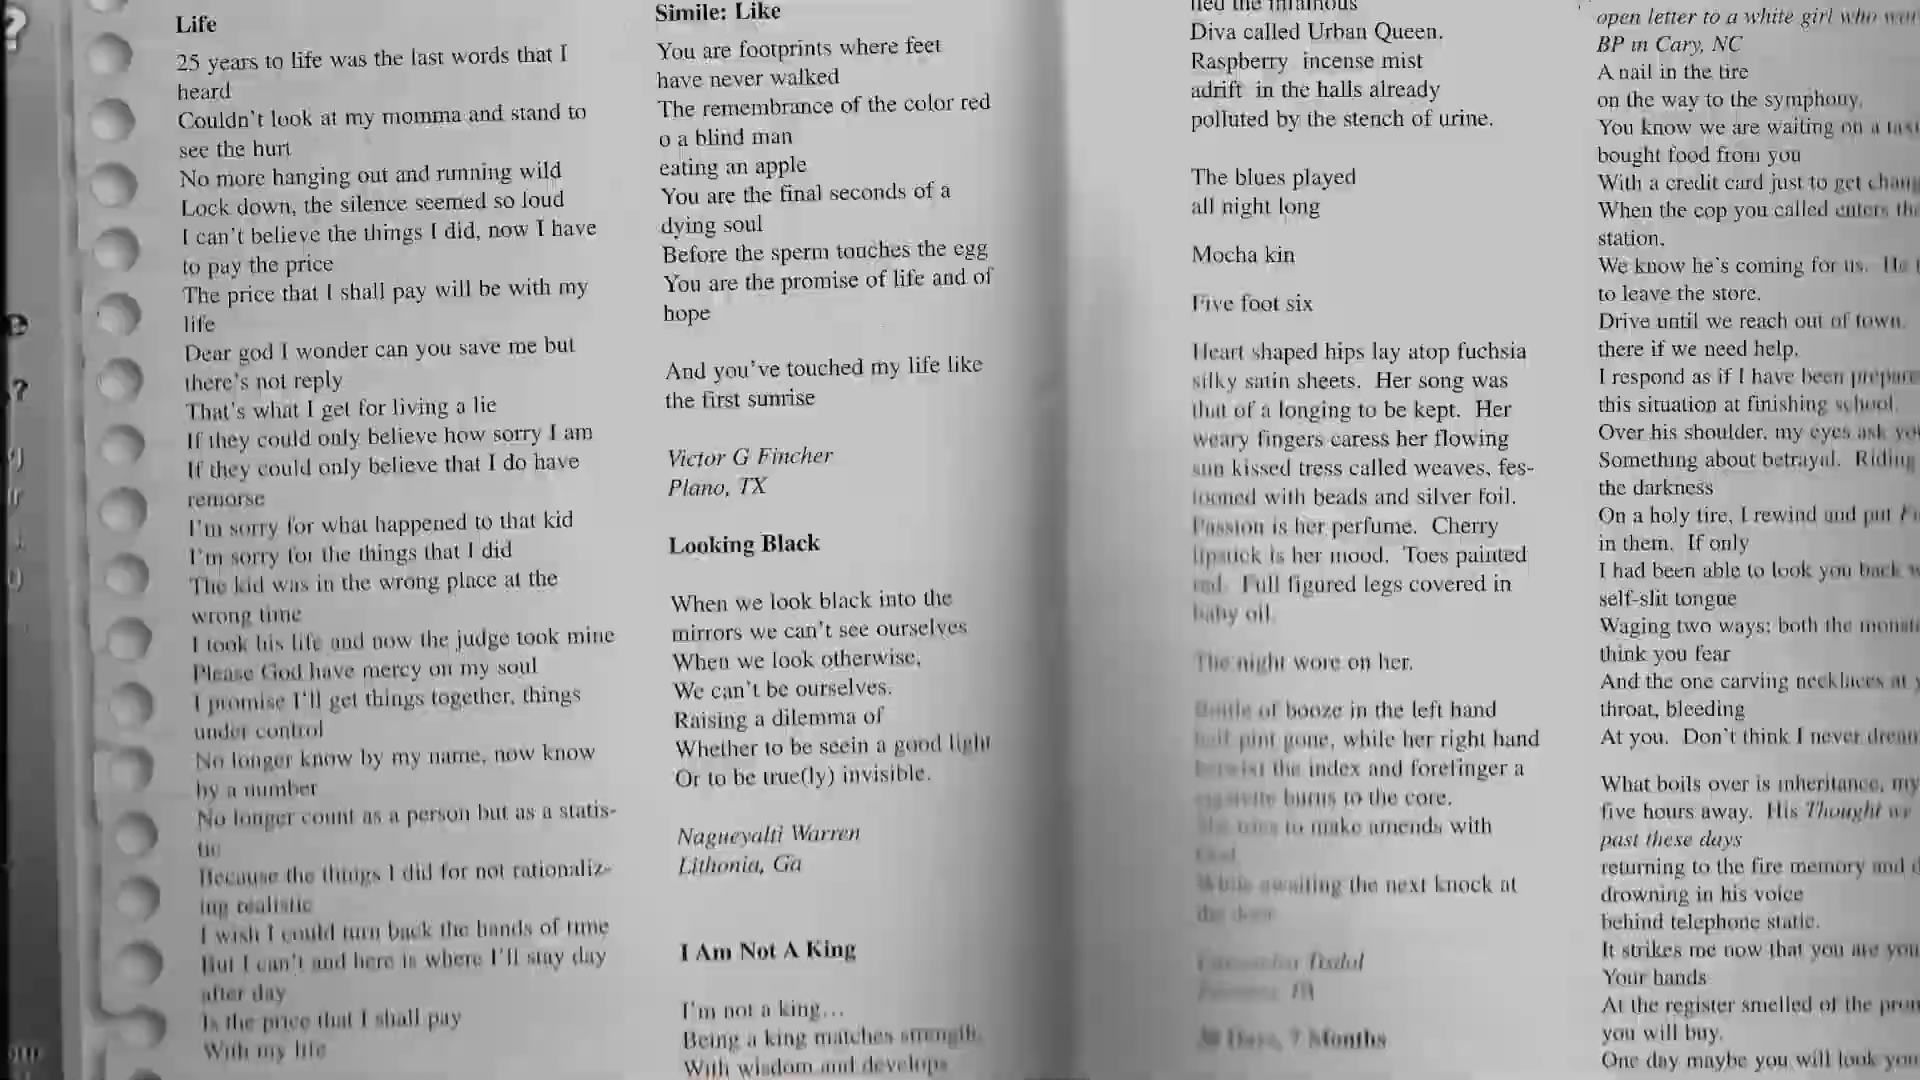 Life
25 years to life was the last words that I
heard
Couldn't look at my momma and stand to
see the hurt
No more hanging out and running wild
Lock down, the silence seemed so loud
I can't believe the things I did, now I have
to pay the price
The price that I shall pay will be with my
life
Dear god I wonder can you save me but
there's not reply
That's what I get for living a lie
If they could only believe how sorry I am
If they could only believe that I do have
remorse
I'm sorry for what happened to that kid
I'm sorry for the things that I did
The kid was in the wrong place at the
wrong time
I took his life and now the judge took mine
Please God have mercy on my soul
I promise I'll get things together, things
under control
No longer know by my name, now know
by a number
No longer count as a person but as a statis-
tic
Because the things I did for not rationaliz-
ing realistic
I wish I could turn back the hands of time
But I can't and here is where I'll stay day
after day
Is the price that I shall pay
With my life
Simile: Like
You are footprints where feet
have never walked
The remembrance of the color red
o a blind man
eating an apple
You are the final seconds of a
dying soul
Before the sperm touches the egg
You are the promise of life and of
hope
And you've touched my life like
the first sunrise
Victor G Fincher
Plano, TX
Looking Black
When we look black into the
mirrors we can't see ourselves
When we look otherwise,
We can't be ourselves.
Raising a dilemma of
Whether to be seein a good light
Or to be true(ly) invisible.
Nagueyalti Warren
Lithonia, Ga
I Am Not A King
I'm not a king...
Being a king matches strength,
With wisdom and develops
the infamous
Diva called Urban Queen.
Raspberry incense mist
adrift in the halls already
polluted by the stench of urine.
The blues played
all night long
Mocha kin
Five foot six
Heart shaped hips lay atop fuchsia
silky satin sheets. Her song was
that of a longing to be kept. Her
weary fingers caress her flowing
sun kissed tress called weaves, fes-
tooned with beads and silver foil.
Passion is her perfume. Cherry
lipstick is her mood. Toes painted
red. Full figured legs covered in
baby oil.
The night wore on her.
Bottle of booze in the left hand
half pint gone, while her right hand
the index and forefinger a
cigarette burns to the core.
She tries to make amends with
While awaiting the next knock at
the door
Months
open letter to a white girl who
BP in Cary, NC
A nail in the tire
on the way to the symphony,
You know we are waiting on a
bought food from you
With a credit card just to get
When the cop you called enters
station,
We know he's coming for us. He
to leave the store.
Drive until we reach out of town,
there if we need help.
I respond as if I have been
this situation at finishing school.
Over his shoulder, my eyes ask
Something about betrayal. Riding
the darkness
On a holy tire, I rewind and put
in them. If only
I had been able to look you back
self-slit tongue
Waging two ways; both the
think you fear
And the one carving necklaces at
throat, bleeding
At you. Don't think I never
What boils over is inheritance, my
five hours away. His Thought we
past these days
returning to the fire memory and
drowning in his voice
behind telephone static.
It strikes me now that you are
Your hands
At the register smelled of the
you will buy.
One day maybe you will look